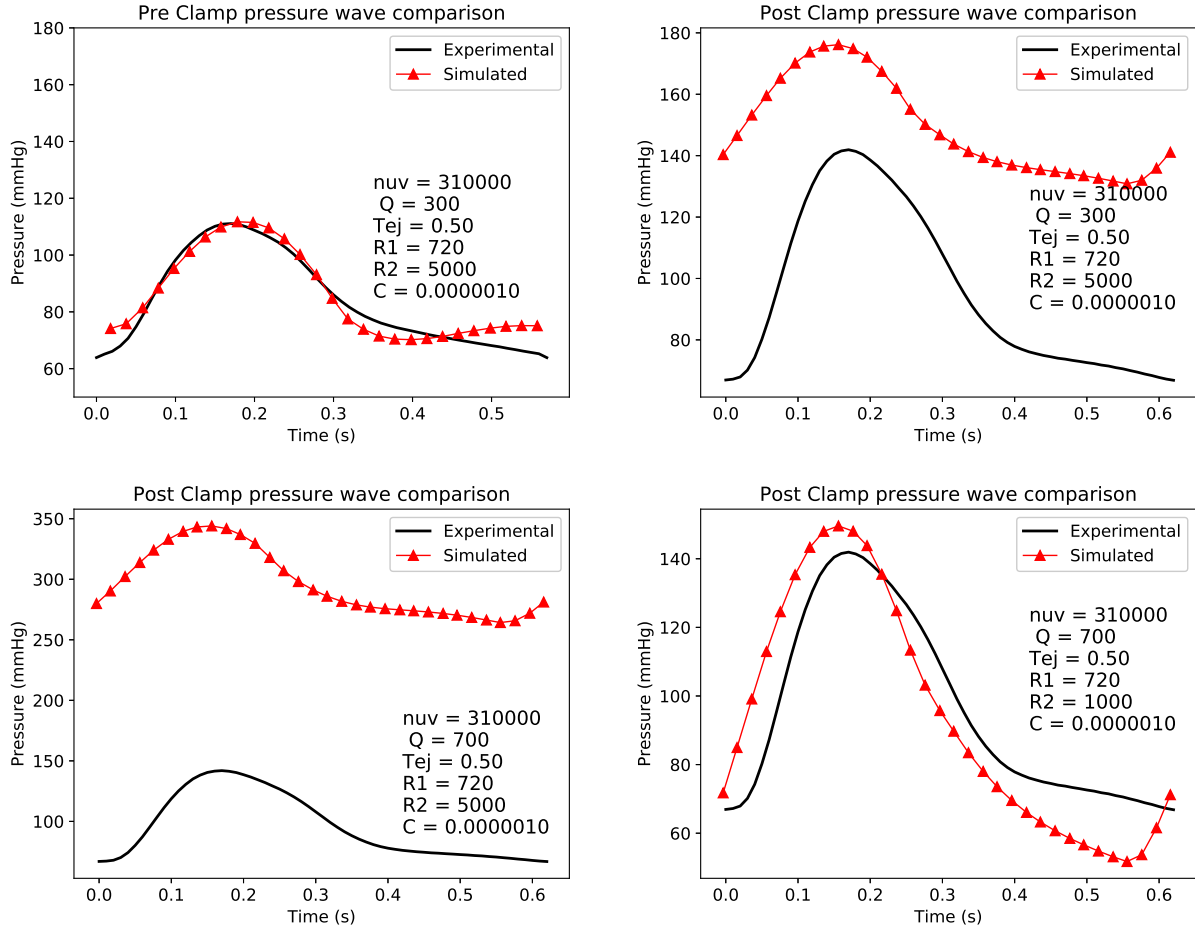 Pre Clamp pressure wave comparison
180
160
140
120
100
80
60
Pressure (mmHg)
Experimental
Simulated
nuv = 310000
Q = 300
Tej = 0.50
R1 = 720
R2 = 5000
C = 0.0000010
0.0 0.1 0.2 0.3 0.4 0.5
Time (s)
Post Clamp pressure wave comparison
180
160
140
120
100
80
Pressure (mmHg)
Experimental
Simulated
nuv = 310000
Q = 300
Tej = 0.50
R1 = 720
R2 = 5000
C = 0.0000010
0.0 0.1 0.2 0.3 0.4 0.5 0.6
Time (s)
Post Clamp pressure wave comparison
350
300
250
200
150
100
Pressure (mmHg)
Experimental
Simulated
nuv = 310000
Q = 700
Tej = 0.50
R1 = 720
R2 = 5000
C = 0.0000010
0.0 0.1 0.2 0.3 0.4 0.5 0.6
Time (s)
Post Clamp pressure wave comparison
140
120
100
80
60
Pressure (mmHg)
Experimental
Simulated
nuv = 310000
Q = 700
Tej = 0.50
R1 = 720
R2 = 1000
C = 0.0000010
0.0 0.1 0.2 0.3 0.4 0.5 0.6
Time (s)